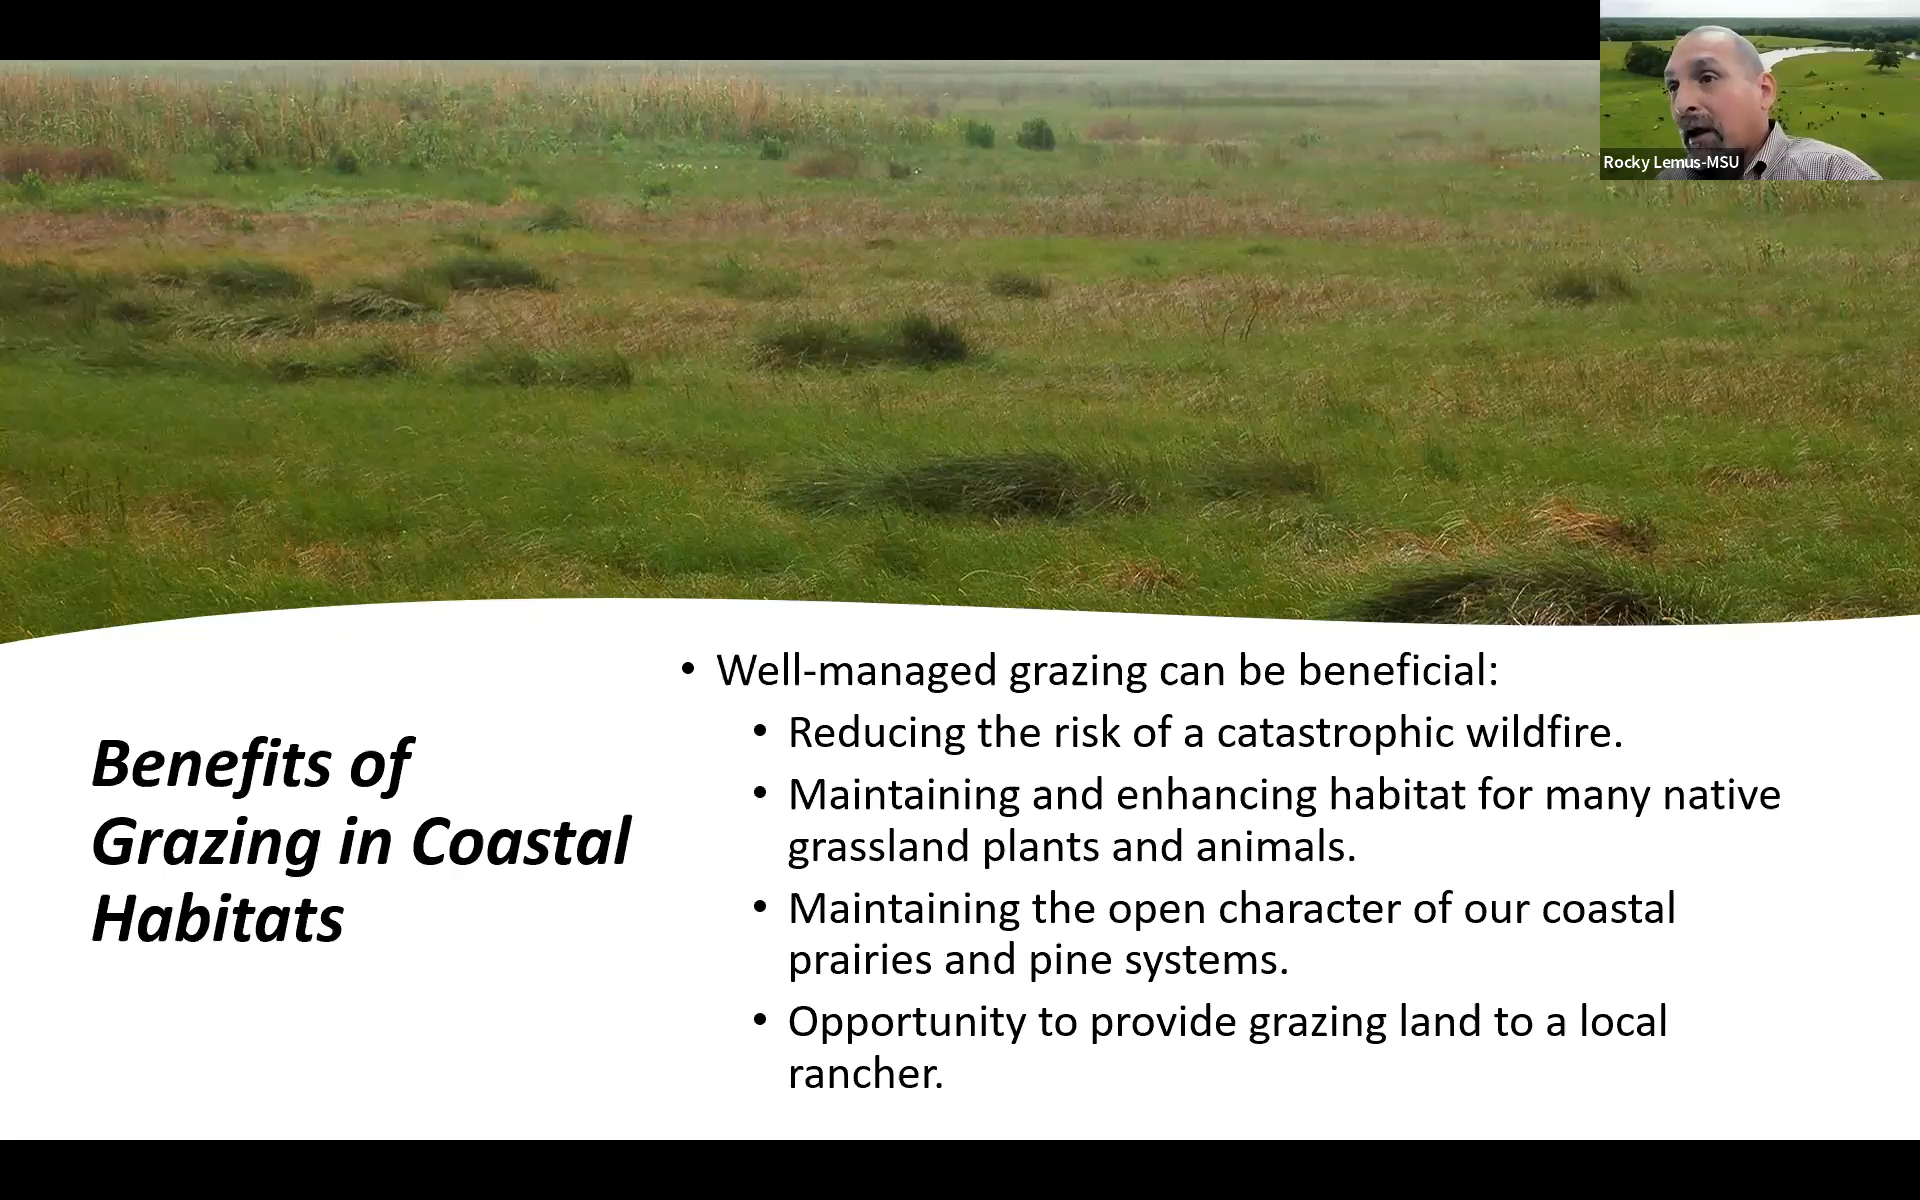 Rocky Lemus-MSU
Benefits of
Grazing in Coastal
Habitats
• Well-managed grazing can be beneficial:
• Reducing the risk of a catastrophic wildfire.
• Maintaining and enhancing habitat for many native
grassland plants and animals.
• Maintaining the open character of our coastal
prairies and pine systems.
• Opportunity to provide grazing land to a local
rancher.